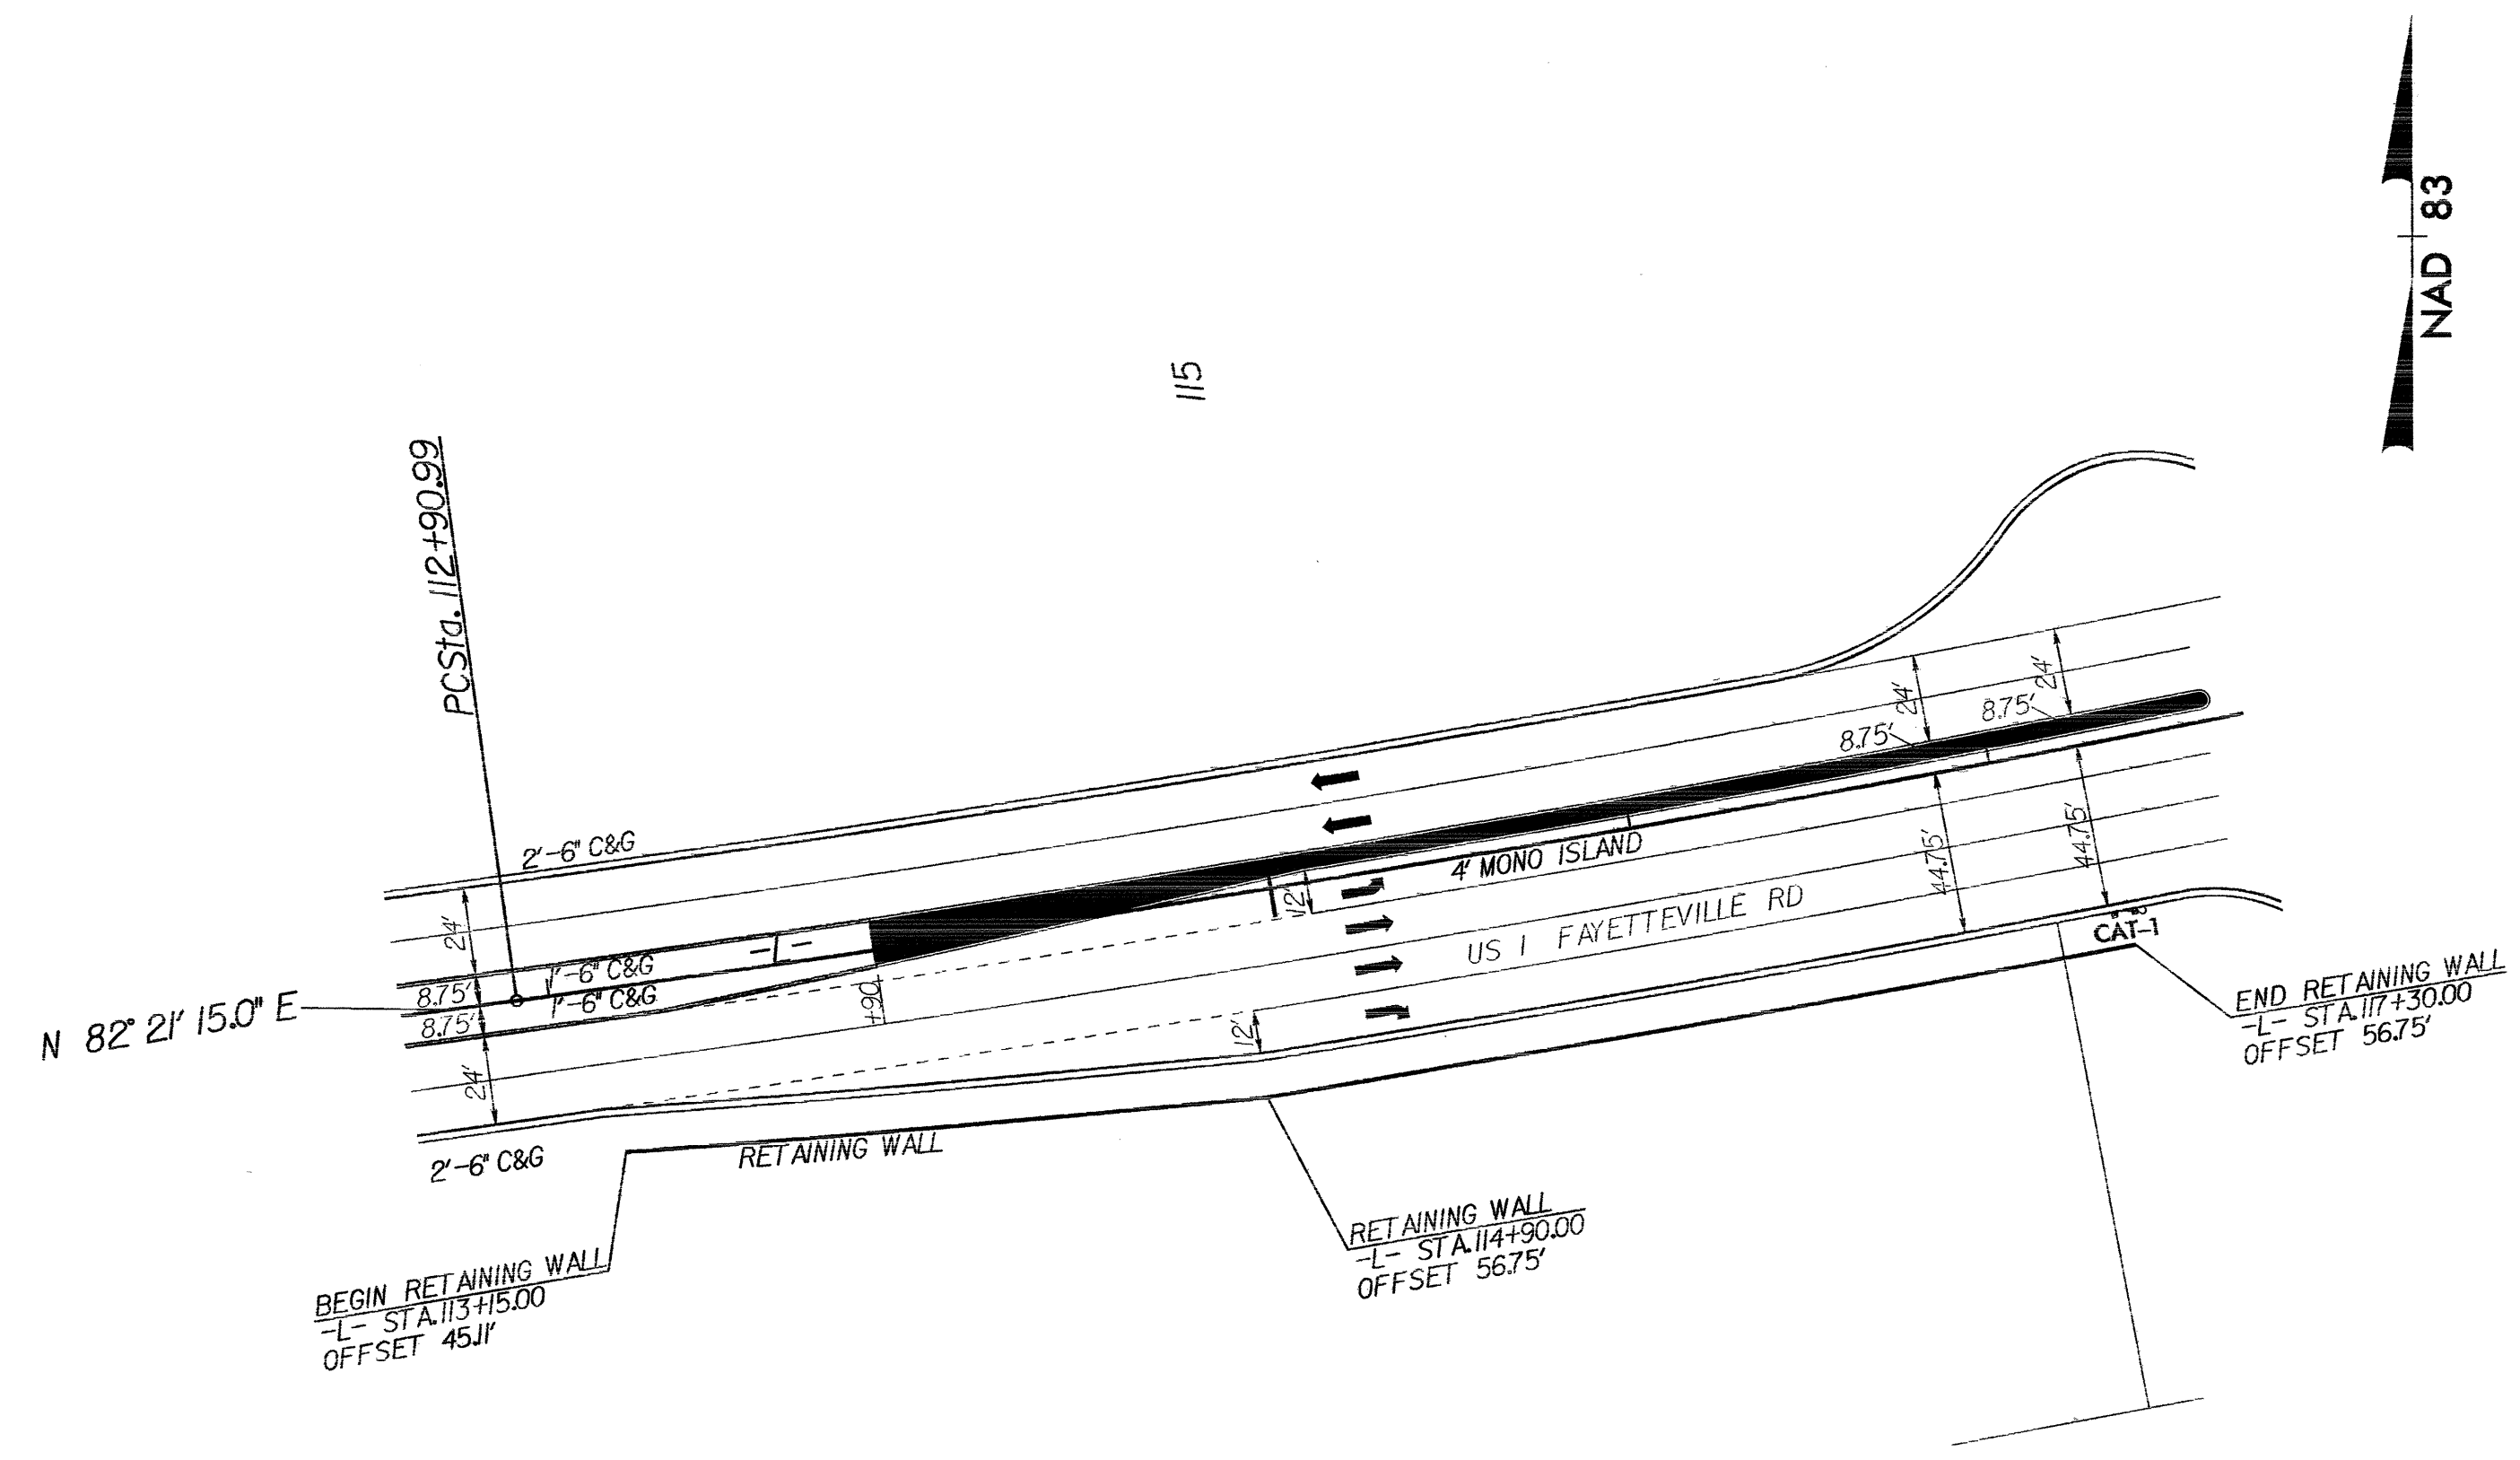 NAD 83
115
PCSta. 112+90.99
2'-6" C&G
24'
1'-6" C&G
8.75'
1'-6" C&G
8.75'
N 82° 21' 15.0" E
24'
2'-6" C&G
+90
12'
12'
4' MONO ISLAND
US 1 FAYETTEVILLE RD
24'
24'
8.75'
8.75'
44.75'
44.75'
CAT-1
RETAINING WALL
BEGIN RETAINING WALL
-L- STA.113+15.00
OFFSET 45.11'
RETAINING WALL
-L- STA.114+90.00
OFFSET 56.75'
END RETAINING WALL
-L- STA.117+30.00
OFFSET 56.75'